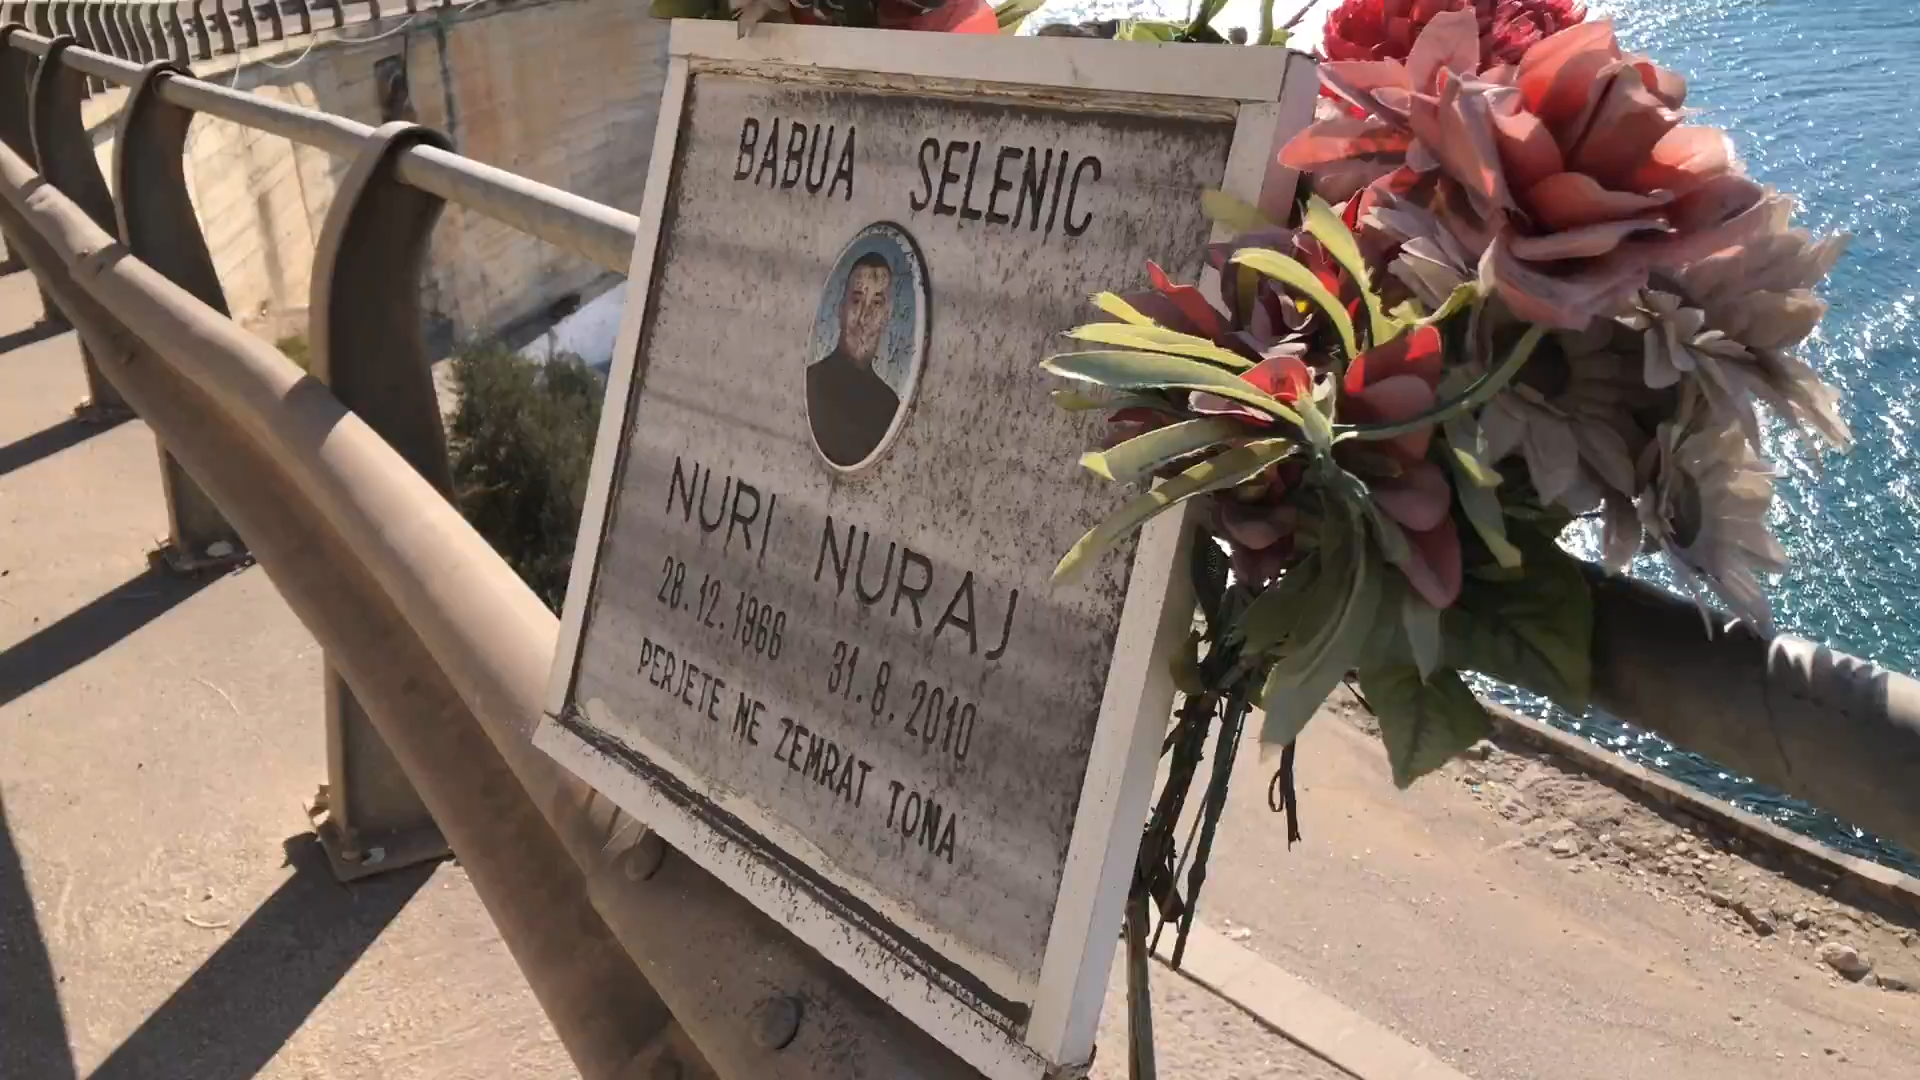 BABUA SELENIC
NURI NURAJ
28.12.1966 31.8.2010
PERJETE NE ZEMRAT TONA